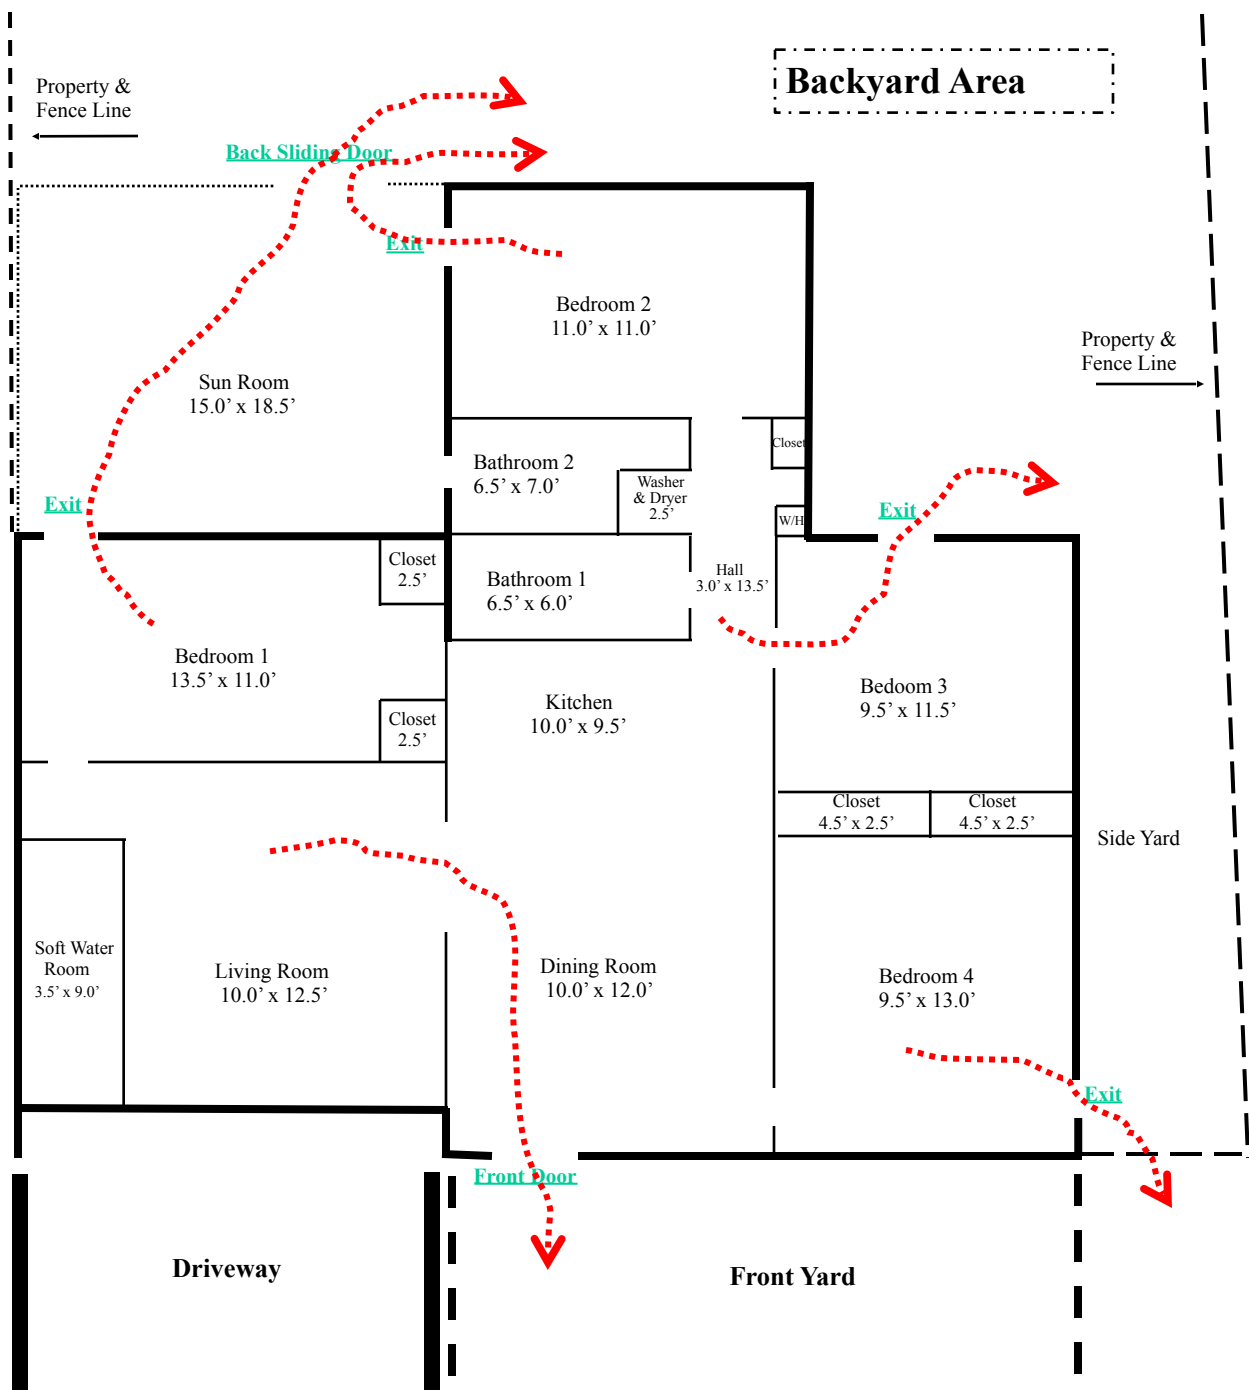 Backyard Area
Property &
Fence Line
Back Sliding Door
Exit
Bedroom 2
11.0’ x 11.0’
Property &
Fence Line
Sun Room
15.0’ x 18.5’
Closet
Bathroom 2
6.5’ x 7.0’
Washer
& Dryer
2.5’
Exit
Exit
W/H
Closet
2.5’
Bathroom 1
6.5’ x 6.0’
Hall
3.0’ x 13.5’
Bedroom 1
13.5’ x 11.0’
Bedoom 3
9.5’ x 11.5’
Kitchen
10.0’ x 9.5’
Closet
2.5’
Closet
4.5’ x 2.5’
Closet
4.5’ x 2.5’
Side Yard
Soft Water
Room
3.5’ x 9.0’
Living Room
10.0’ x 12.5’
Dining Room
10.0’ x 12.0’
Bedroom 4
9.5’ x 13.0’
Exit
Front Door
Driveway
Front Yard